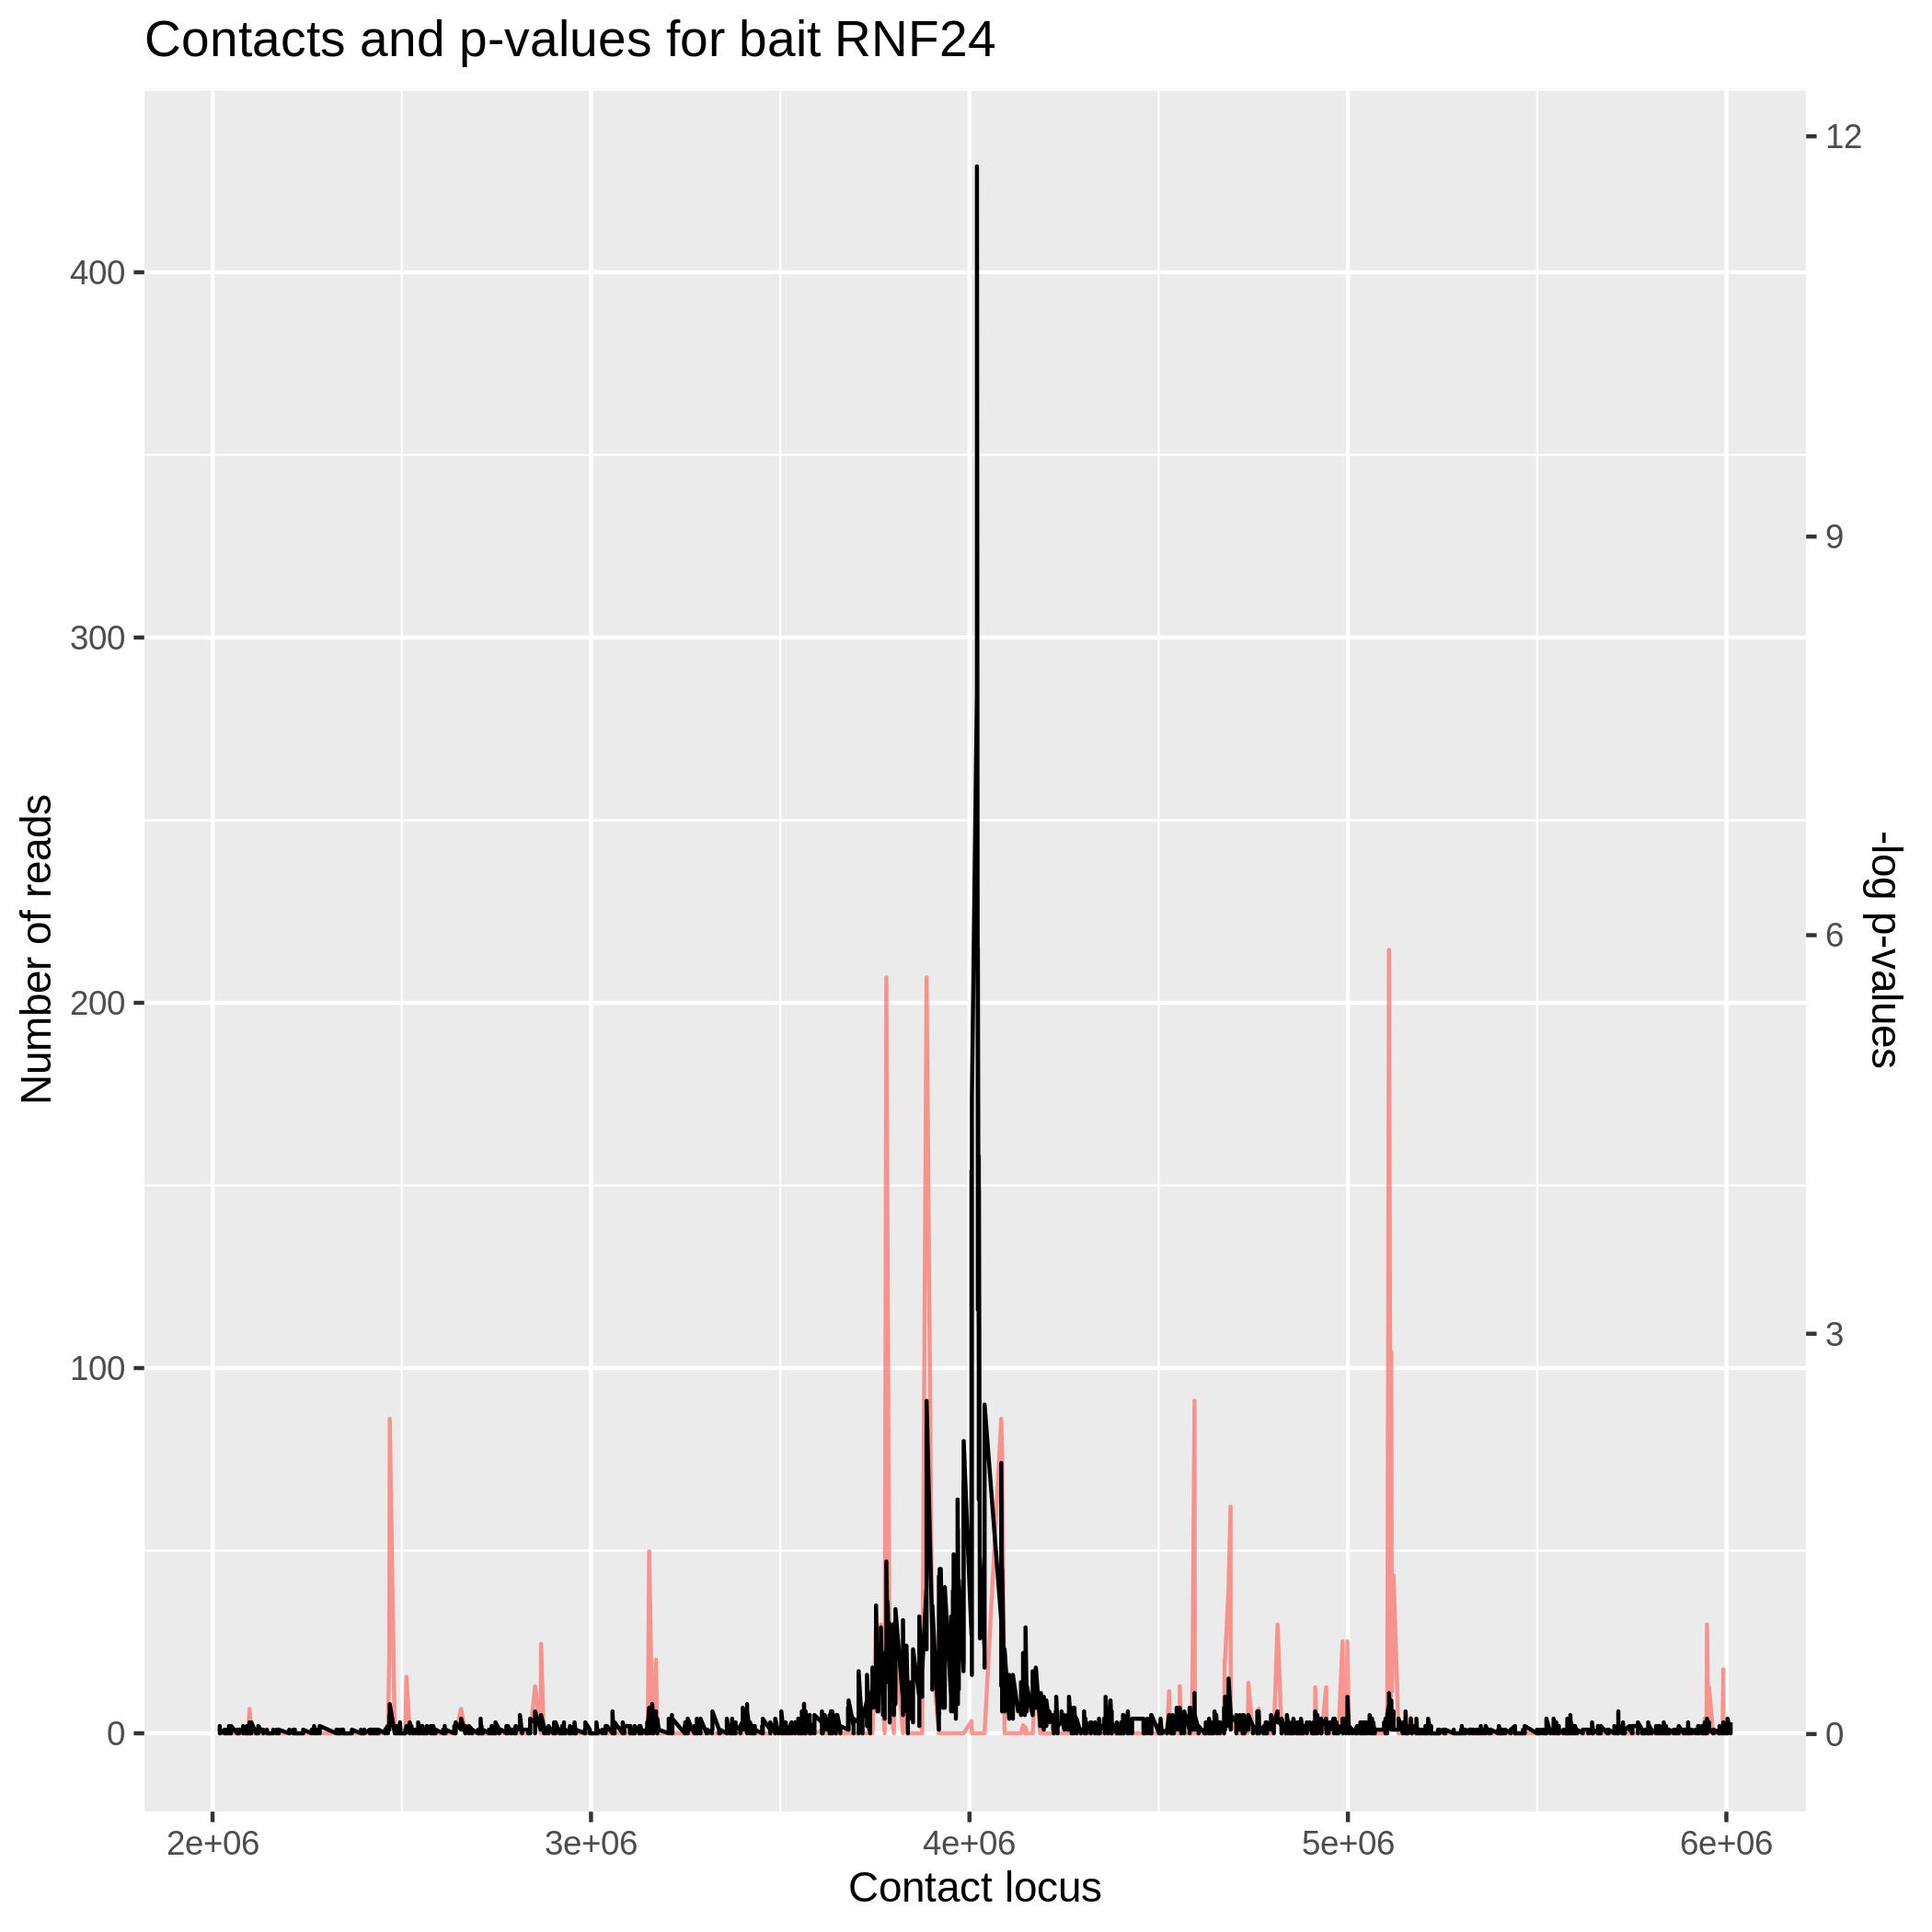 Contacts and p-values for bait RNF24
12
400
9
300
Number of reads
-log p-values
6
200
3
100
0
0
2e+06 3e+06 4e+06 5e+06 6e+06
Contact locus